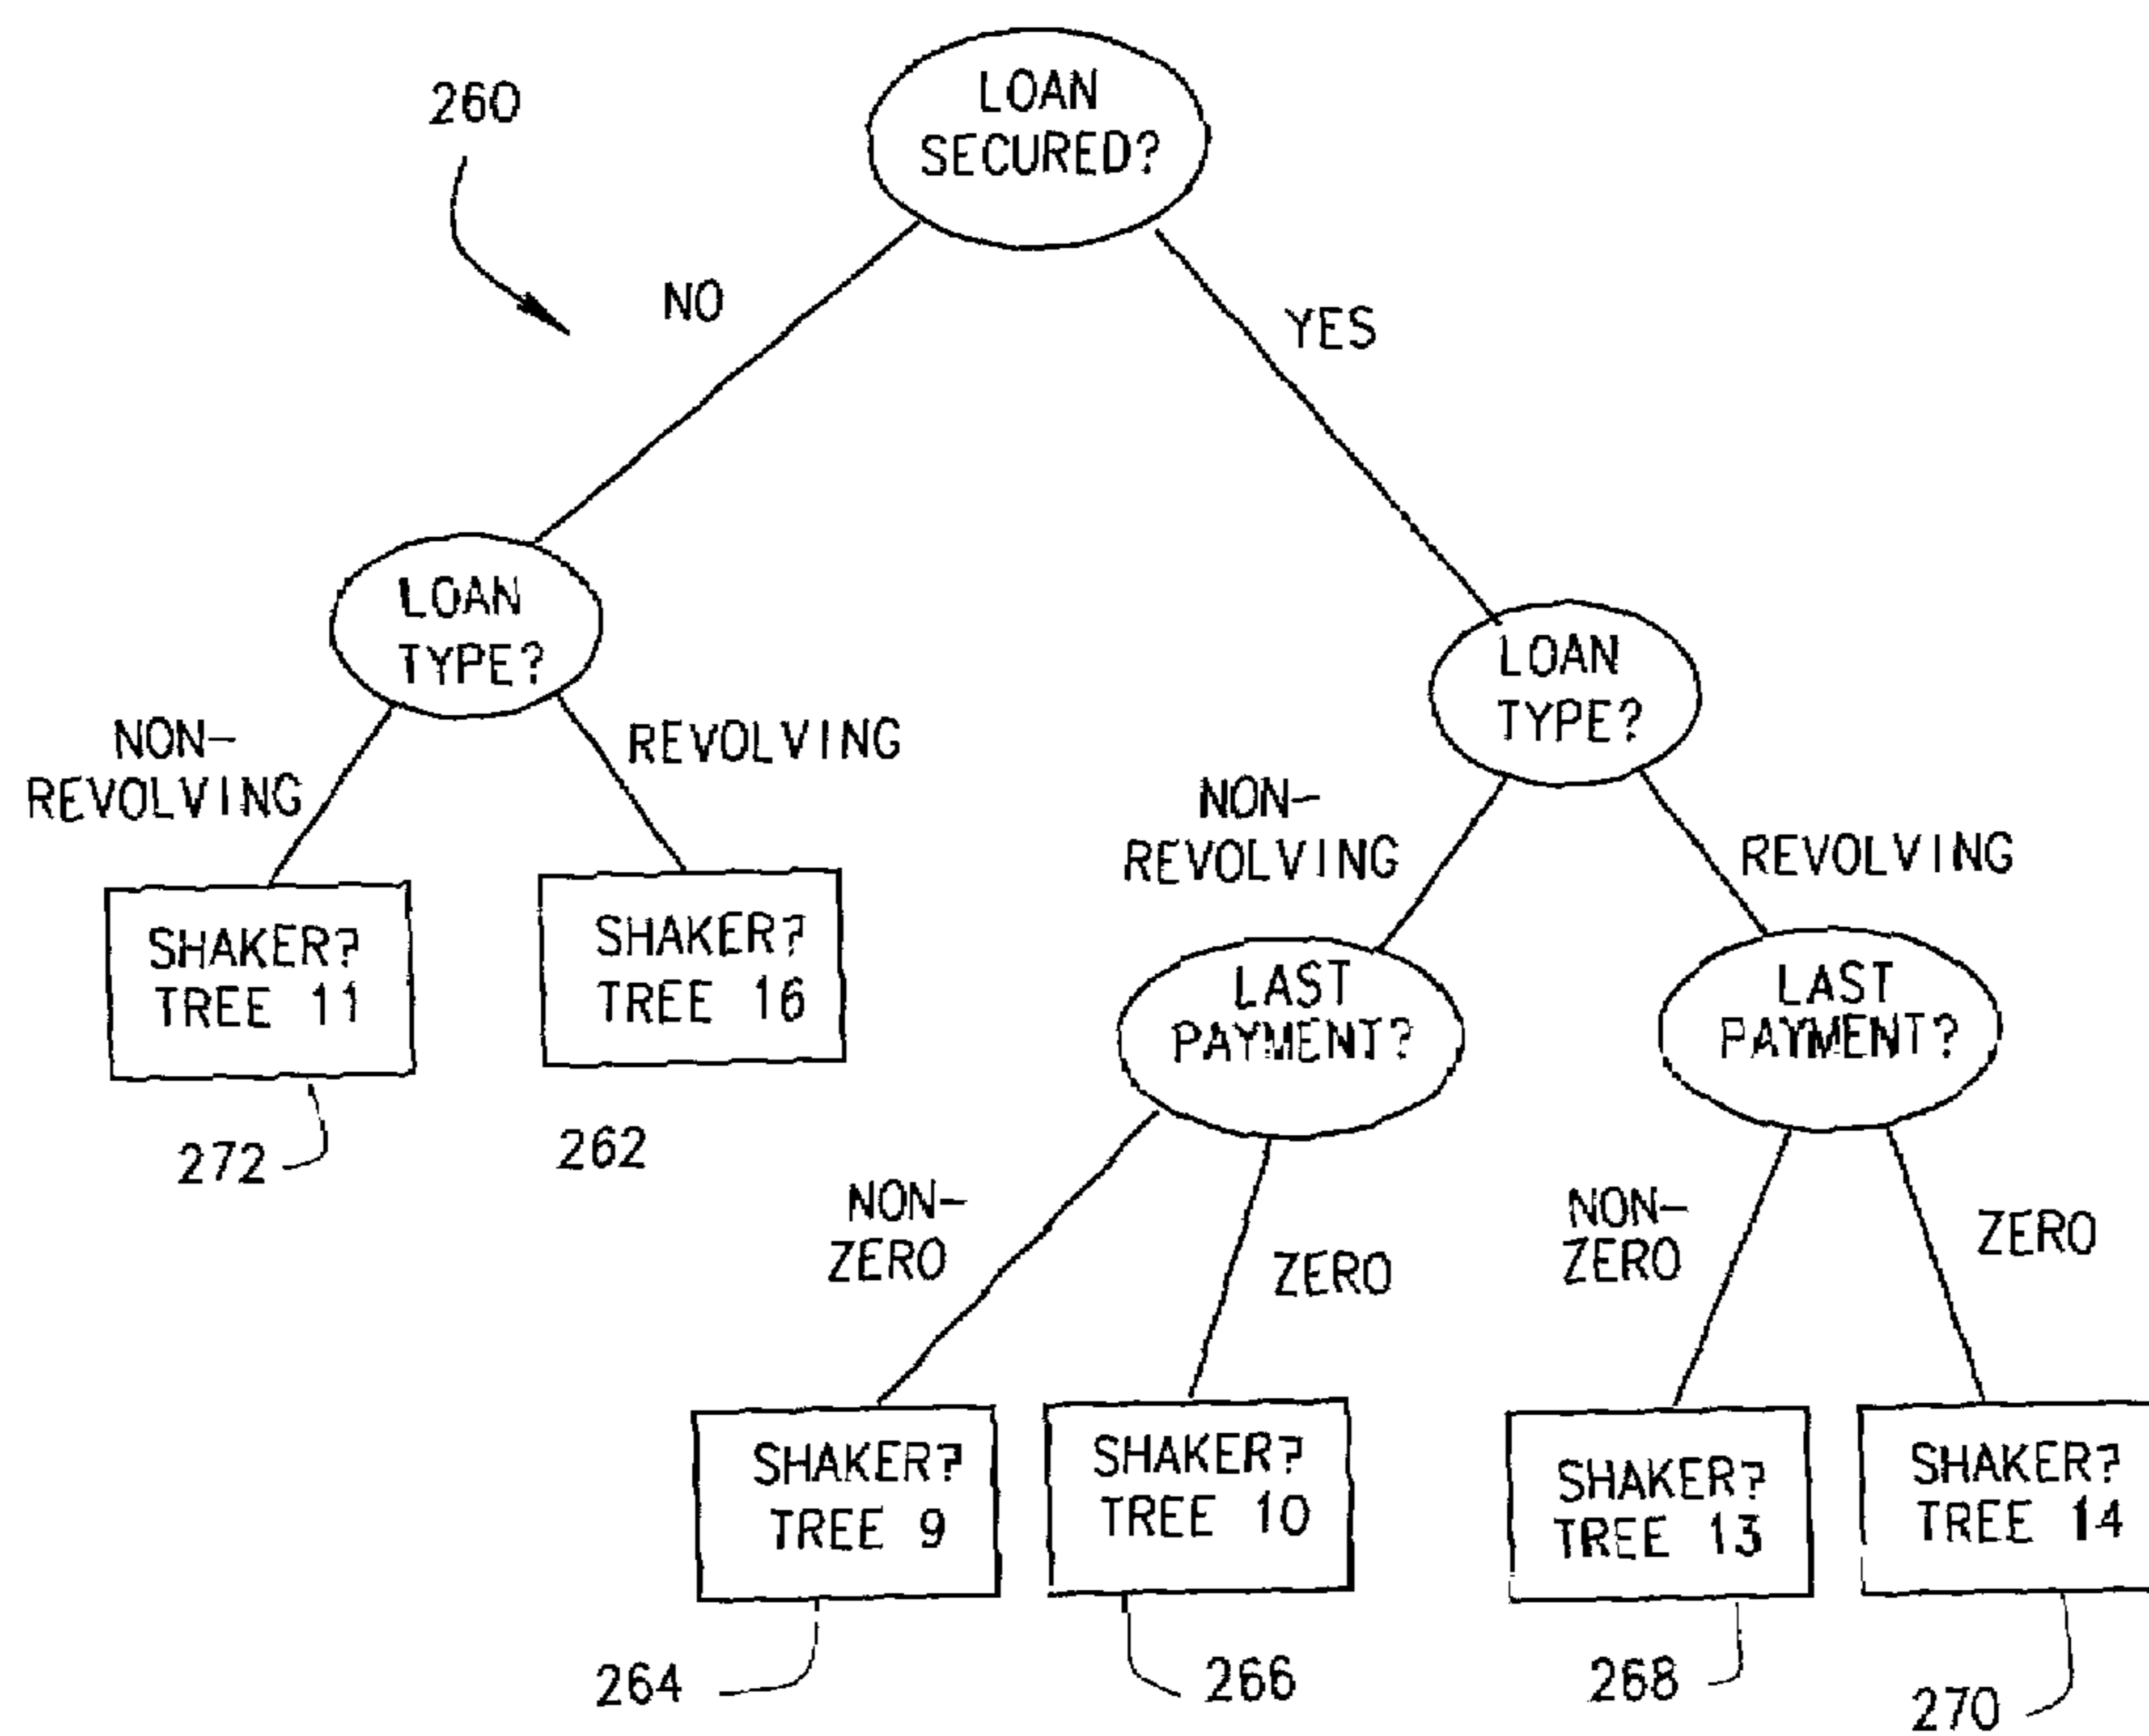 260
LOAN
SECURED?
NO
YES
LOAN
TYPE?
LOAN
TYPE?
NON-
REVOLVING
REVOLVING
NON-
REVOLVING
REVOLVING
SHAKER?
TREE 11
SHAKER?
TREE 16
LAST
PAYMENT?
LAST
PAYMENT?
272
262
NON-
ZERO
ZERO
NON-
ZERO
ZERO
SHAKER?
TREE 9
SHAKER?
TREE 10
SHAKER?
TREE 13
SHAKER?
TREE 14
264
266
268
270